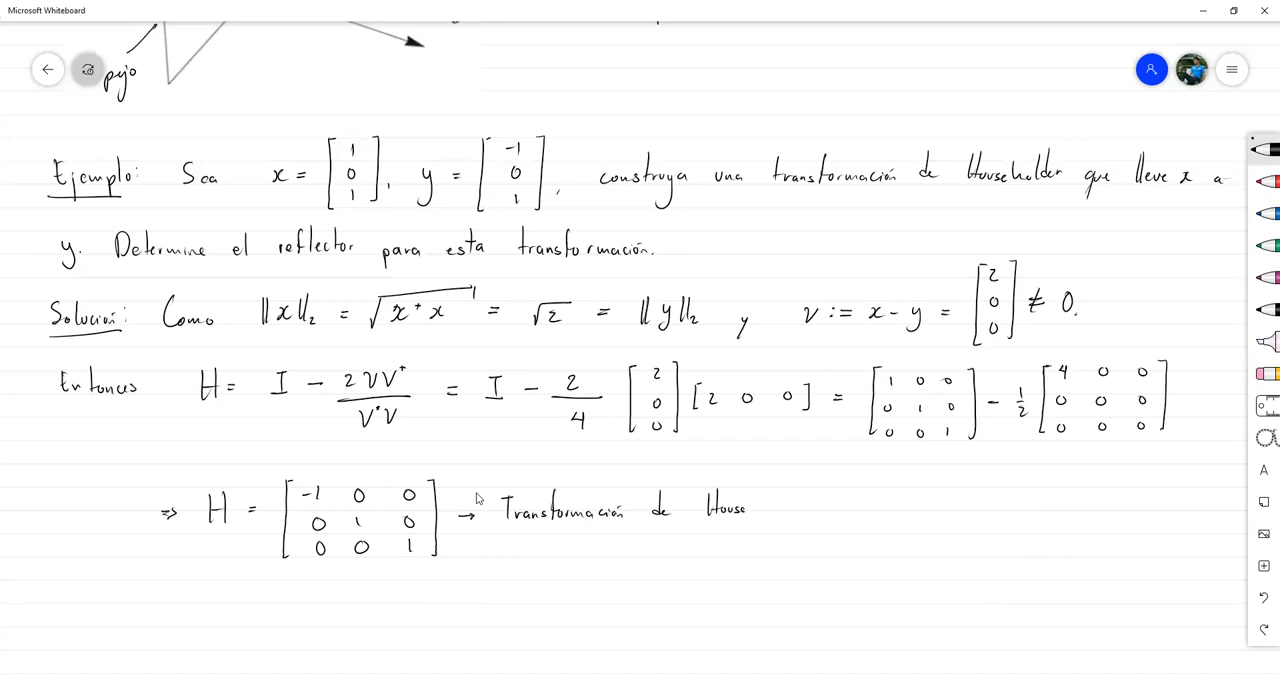 Microsoft Whiteboard
pejo
Ejemplo: Sea x = [1 0 1], y = [-1 0 1], construya una transformación de Householder que lleve x a
y. Determine el reflector para esta transformación.
Solución: Como ||x||₂ = √(x⁺x) = √2 = ||y||₂ y v := x - y = [2 0 0] ≠ 0.
Entonces H = I - 2VV⁺/V*V = I - 2/4 [2 0 0] [2 0 0] = [1 0 0 0 1 0 0 0 1] - 1/2 [4 0 0 0 0 0 0 0 0]
⇒ H = [-1 0 0 0 1 0 0 0 1] → Transformación de House
A